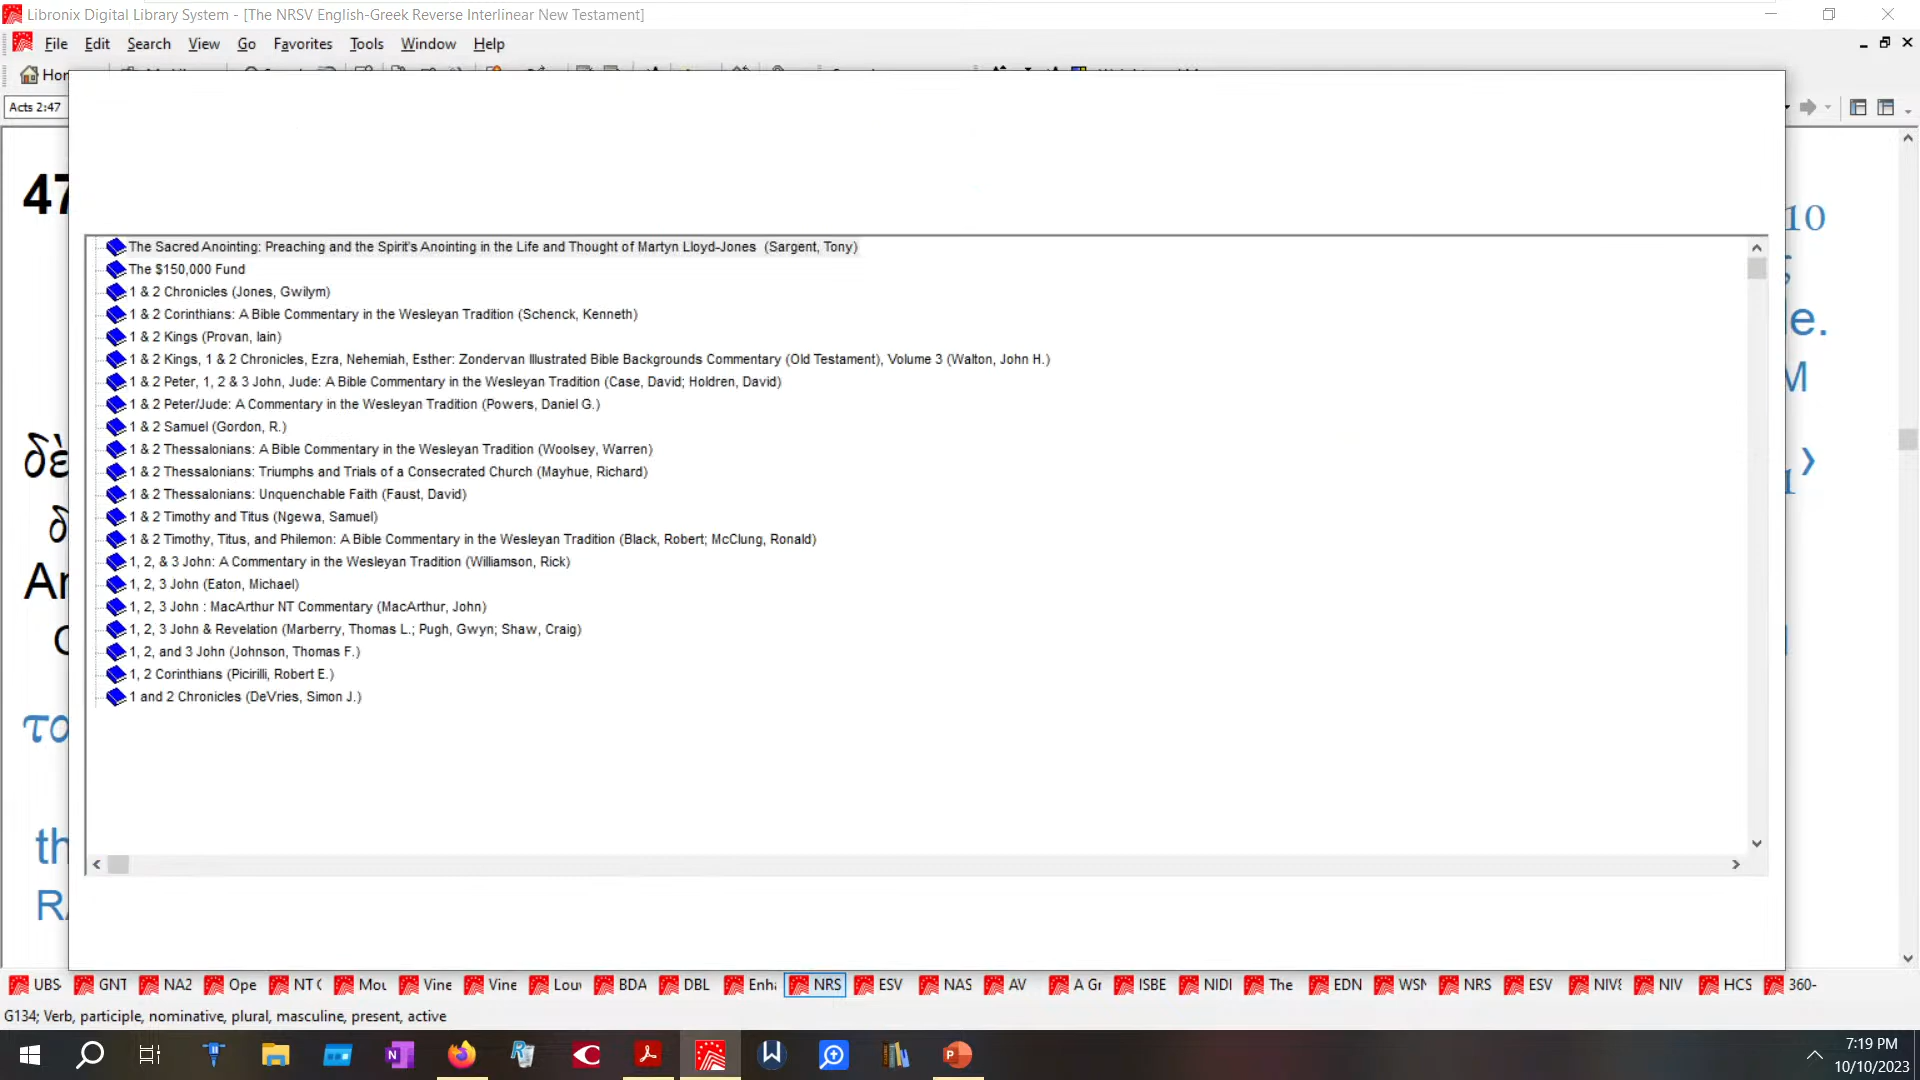 Libronix Digital Library System - [The NRSV English-Greek Reverse Interlinear New Testament]
File Edit Search View Go Favorites Tools Window Help
Acts 2:47
The Sacred Anointing: Preaching and the Spirit's Anointing in the Life and Thought of Martyn Lloyd-Jones (Sargent, Tony)
The $150,000 Fund
1 & 2 Chronicles (Jones, Gwilym)
1 & 2 Corinthians: A Bible Commentary in the Wesleyan Tradition (Schenck, Kenneth)
1 & 2 Kings (Provan, Iain)
1 & 2 Kings, 1 & 2 Chronicles, Ezra, Nehemiah, Esther: Zondervan Illustrated Bible Backgrounds Commentary (Old Testament), Volume 3 (Walton, John H.)
1 & 2 Peter, 1, 2 & 3 John, Jude: A Bible Commentary in the Wesleyan Tradition (Case, David; Holdren, David)
1 & 2 Peter/Jude: A Commentary in the Wesleyan Tradition (Powers, Daniel G.)
1 & 2 Samuel (Gordon, R.)
1 & 2 Thessalonians: A Bible Commentary in the Wesleyan Tradition (Woolsey, Warren)
1 & 2 Thessalonians: Triumphs and Trials of a Consecrated Church (Mayhue, Richard)
1 & 2 Thessalonians: Unquenchable Faith (Faust, David)
1 & 2 Timothy and Titus (Ngewa, Samuel)
1 & 2 Timothy, Titus, and Philemon: A Bible Commentary in the Wesleyan Tradition (Black, Robert; McClung, Ronald)
1, 2, & 3 John: A Commentary in the Wesleyan Tradition (Williamson, Rick)
1, 2, 3 John (Eaton, Michael)
1, 2, 3 John : MacArthur NT Commentary (MacArthur, John)
1, 2, 3 John & Revelation (Marberry, Thomas L.; Pugh, Gwyn; Shaw, Craig)
1, 2, and 3 John (Johnson, Thomas F.)
1, 2 Corinthians (Picirilli, Robert E.)
1 and 2 Chronicles (DeVries, Simon J.)
47
10
e.
δὲ
th
UBS GNT NA2 Ope NT Mou Vine Vine Lou BDA DBL Enh NRS ESV NAS AV A Gr ISBE NIDI The EDN WSN NRS ESV NIV NIV HCS 360-
G134; Verb, participle, nominative, plural, masculine, present, active
7:19 PM
10/10/2023